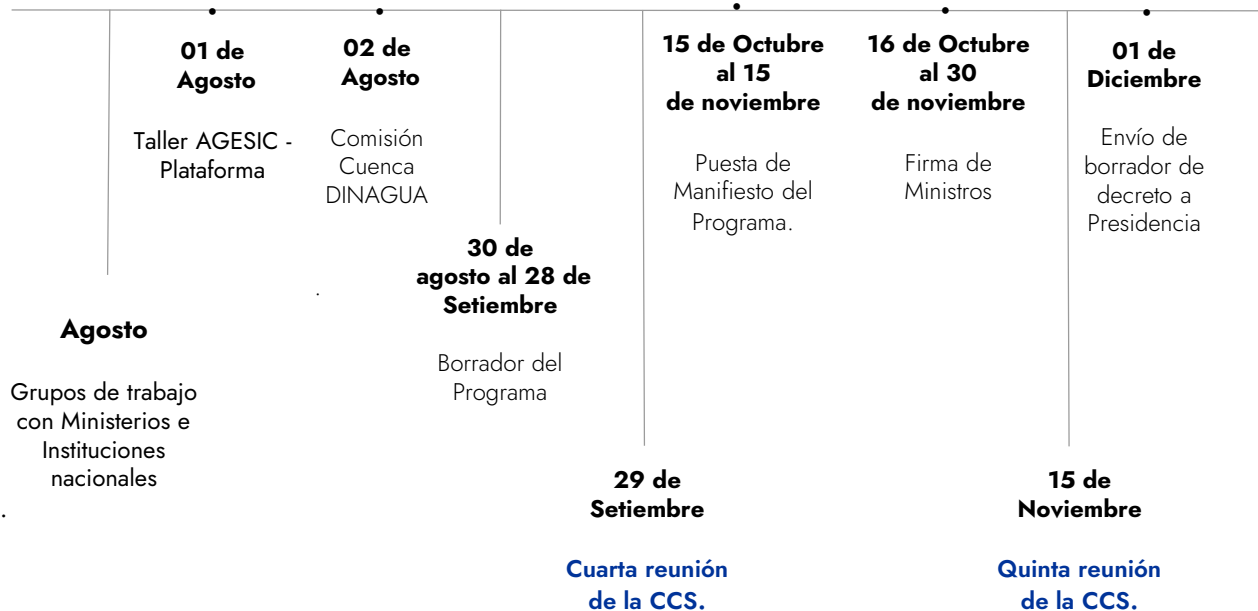 01 de
Agosto
Taller AGESIC -
Plataforma
02 de
Agosto
Comisión
Cuenca
DINAGUA
15 de Octubre
al 15
de noviembre
Puesta de
Manifiesto del
Programa.
16 de Octubre
al 30
de noviembre
Firma de
Ministros
01 de
Diciembre
Envío de
borrador de
decreto a
Presidencia
30 de
agosto al 28 de
Setiembre
Borrador del
Programa
Agosto
Grupos de trabajo
con Ministerios e
Instituciones
nacionales
29 de
Setiembre
Cuarta reunión
de la CCS.
15 de
Noviembre
Quinta reunión
de la CCS.